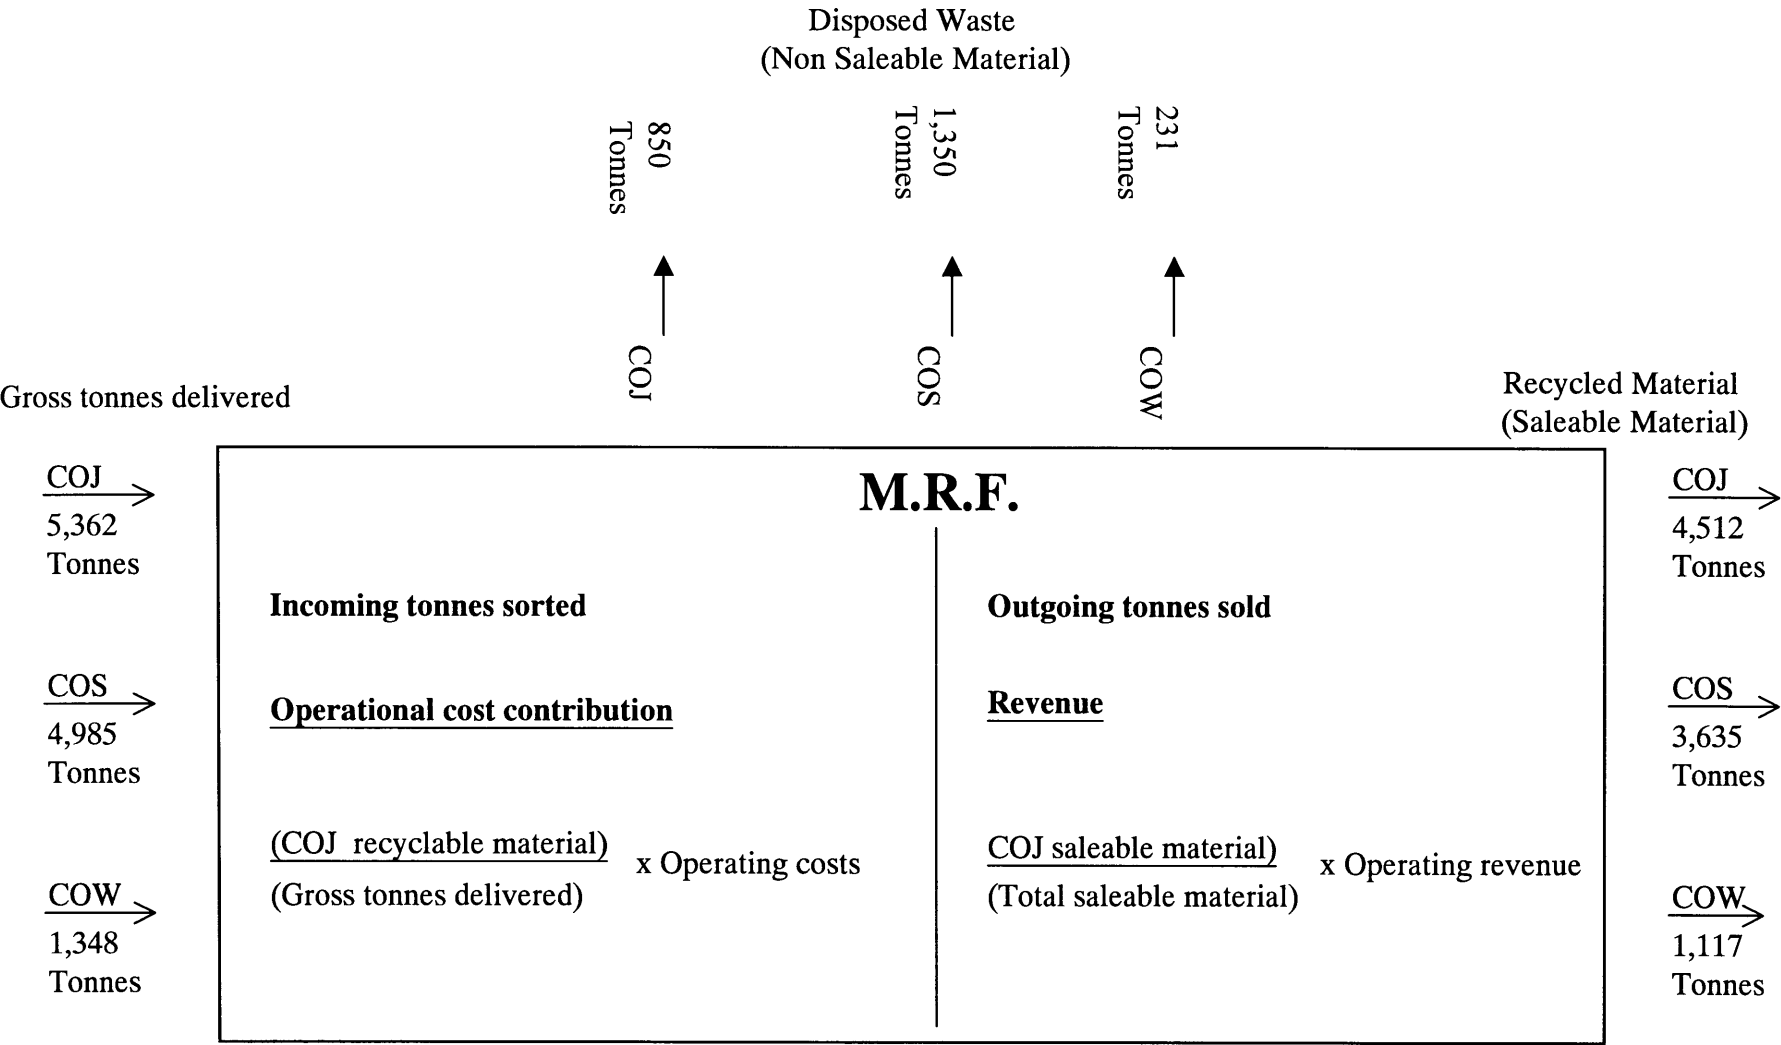 Disposed Waste
(Non Saleable Material)
850
Tonnes
1,350
Tonnes
231
Tonnes
COJ
COS
COW
Gross tonnes delivered
Recycled Material
(Saleable Material)
COJ
5,362
Tonnes
COS
4,985
Tonnes
COW
1,348
Tonnes
M.R.F.
Incoming tonnes sorted
Operational cost contribution
(COJ recyclable material)
(Gross tonnes delivered)
x Operating costs
Outgoing tonnes sold
Revenue
COJ saleable material)
(Total saleable material)
x Operating revenue
COJ
4,512
Tonnes
COS
3,635
Tonnes
COW
1,117
Tonnes